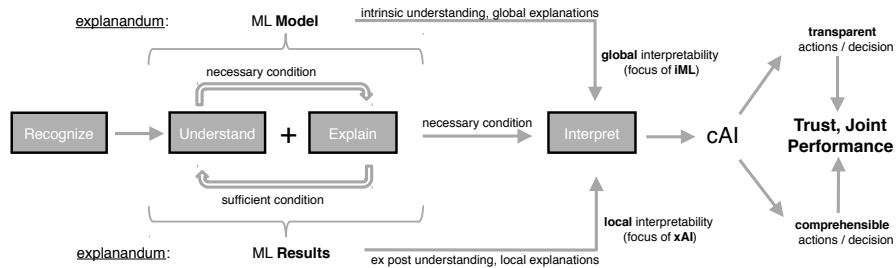 explanandum: ML Model intrinsic understanding, global explanations
transparent
actions / decision
necessary condition
global interpretability
(focus of iML)
Recognize Understand + Explain necessary condition Interpret cAI Trust, Joint
Performance
sufficient condition
local interpretability
(focus of xAI)
comprehensible
actions / decision
explanandum: ML Results ex post understanding, local explanations